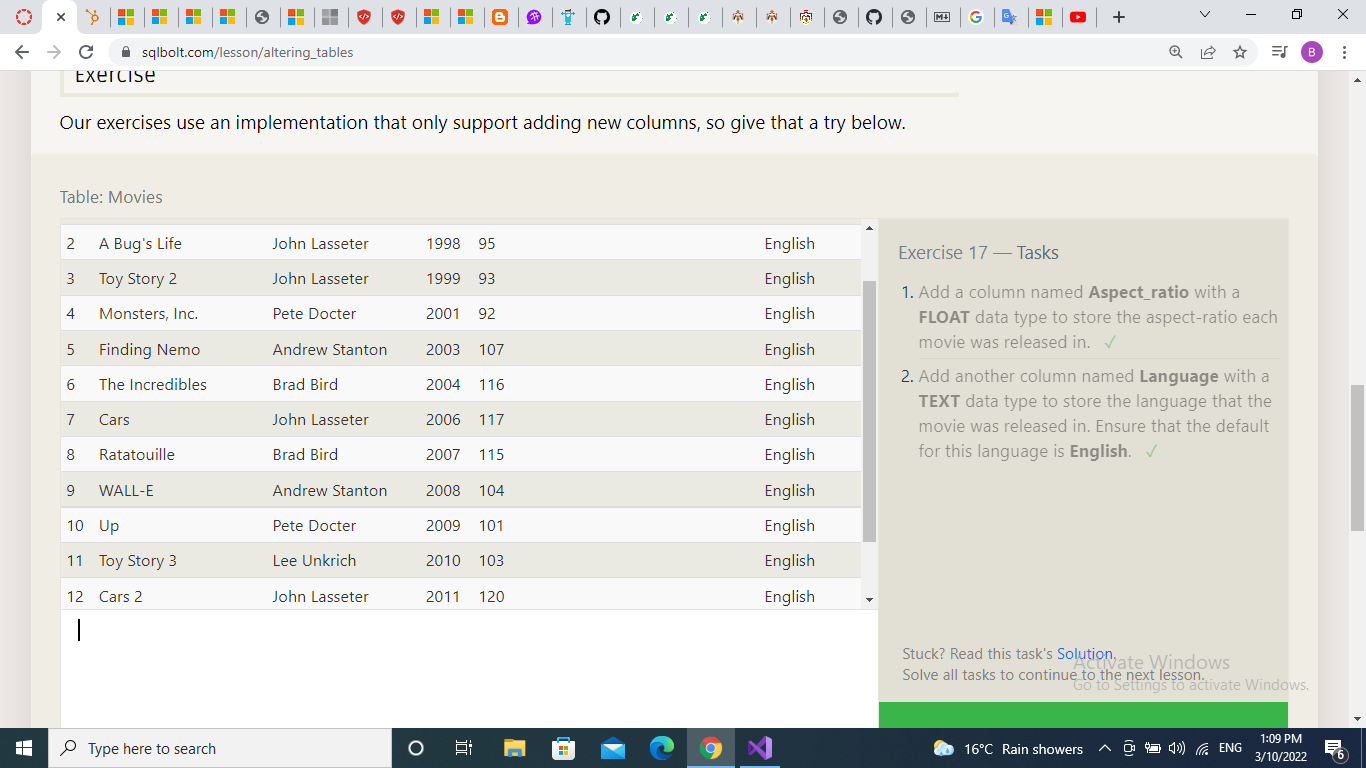 sqlbolt.com/lesson/altering_tables
B
Exercise
Our exercises use an implementation that only support adding new columns, so give that a try below.
Table: Movies
2 A Bug's Life John Lasseter 1998 95 English
3 Toy Story 2 John Lasseter 1999 93 English
4 Monsters, Inc. Pete Docter 2001 92 English
5 Finding Nemo Andrew Stanton 2003 107 English
6 The Incredibles Brad Bird 2004 116 English
7 Cars John Lasseter 2006 117 English
8 Ratatouille Brad Bird 2007 115 English
9 WALL-E Andrew Stanton 2008 104 English
10 Up Pete Docter 2009 101 English
11 Toy Story 3 Lee Unkrich 2010 103 English
12 Cars 2 John Lasseter 2011 120 English
Exercise 17 — Tasks
1. Add a column named Aspect_ratio with a
FLOAT data type to store the aspect-ratio each
movie was released in. ✓
2. Add another column named Language with a
TEXT data type to store the language that the
movie was released in. Ensure that the default
for this language is English. ✓
Stuck? Read this task's Solution.
Solve all tasks to continue to the next lesson.
Activate Windows
Go to Settings to activate Windows.
Type here to search
16°C Rain showers
ENG
1:09 PM
3/10/2022
6